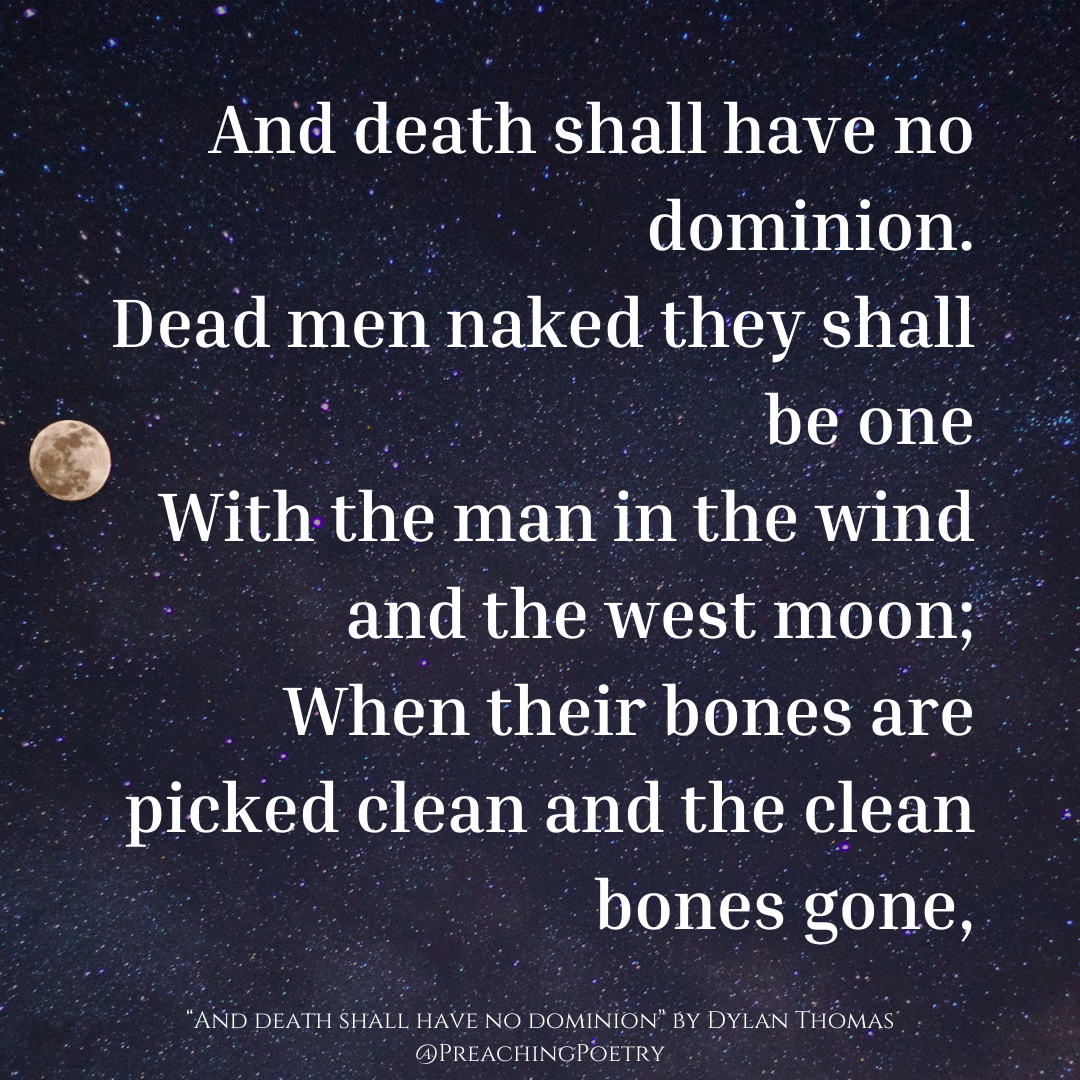 And death shall have no
dominion.
Dead men naked they shall
be one
With the man in the wind
and the west moon;
When their bones are
picked clean and the clean
bones gone,
“And death shall have no dominion” by Dylan Thomas
@PreachingPoetry